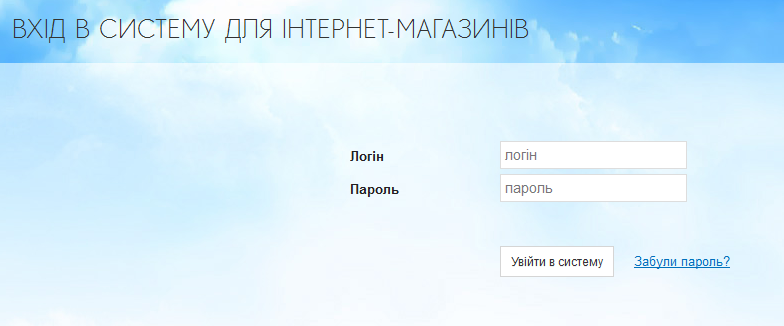 ВХІД В СИСТЕМУ ДЛЯ ІНТЕРНЕТ-МАГАЗИНІВ
Логін логін
Пароль пароль
Увійти в систему Забули пароль?